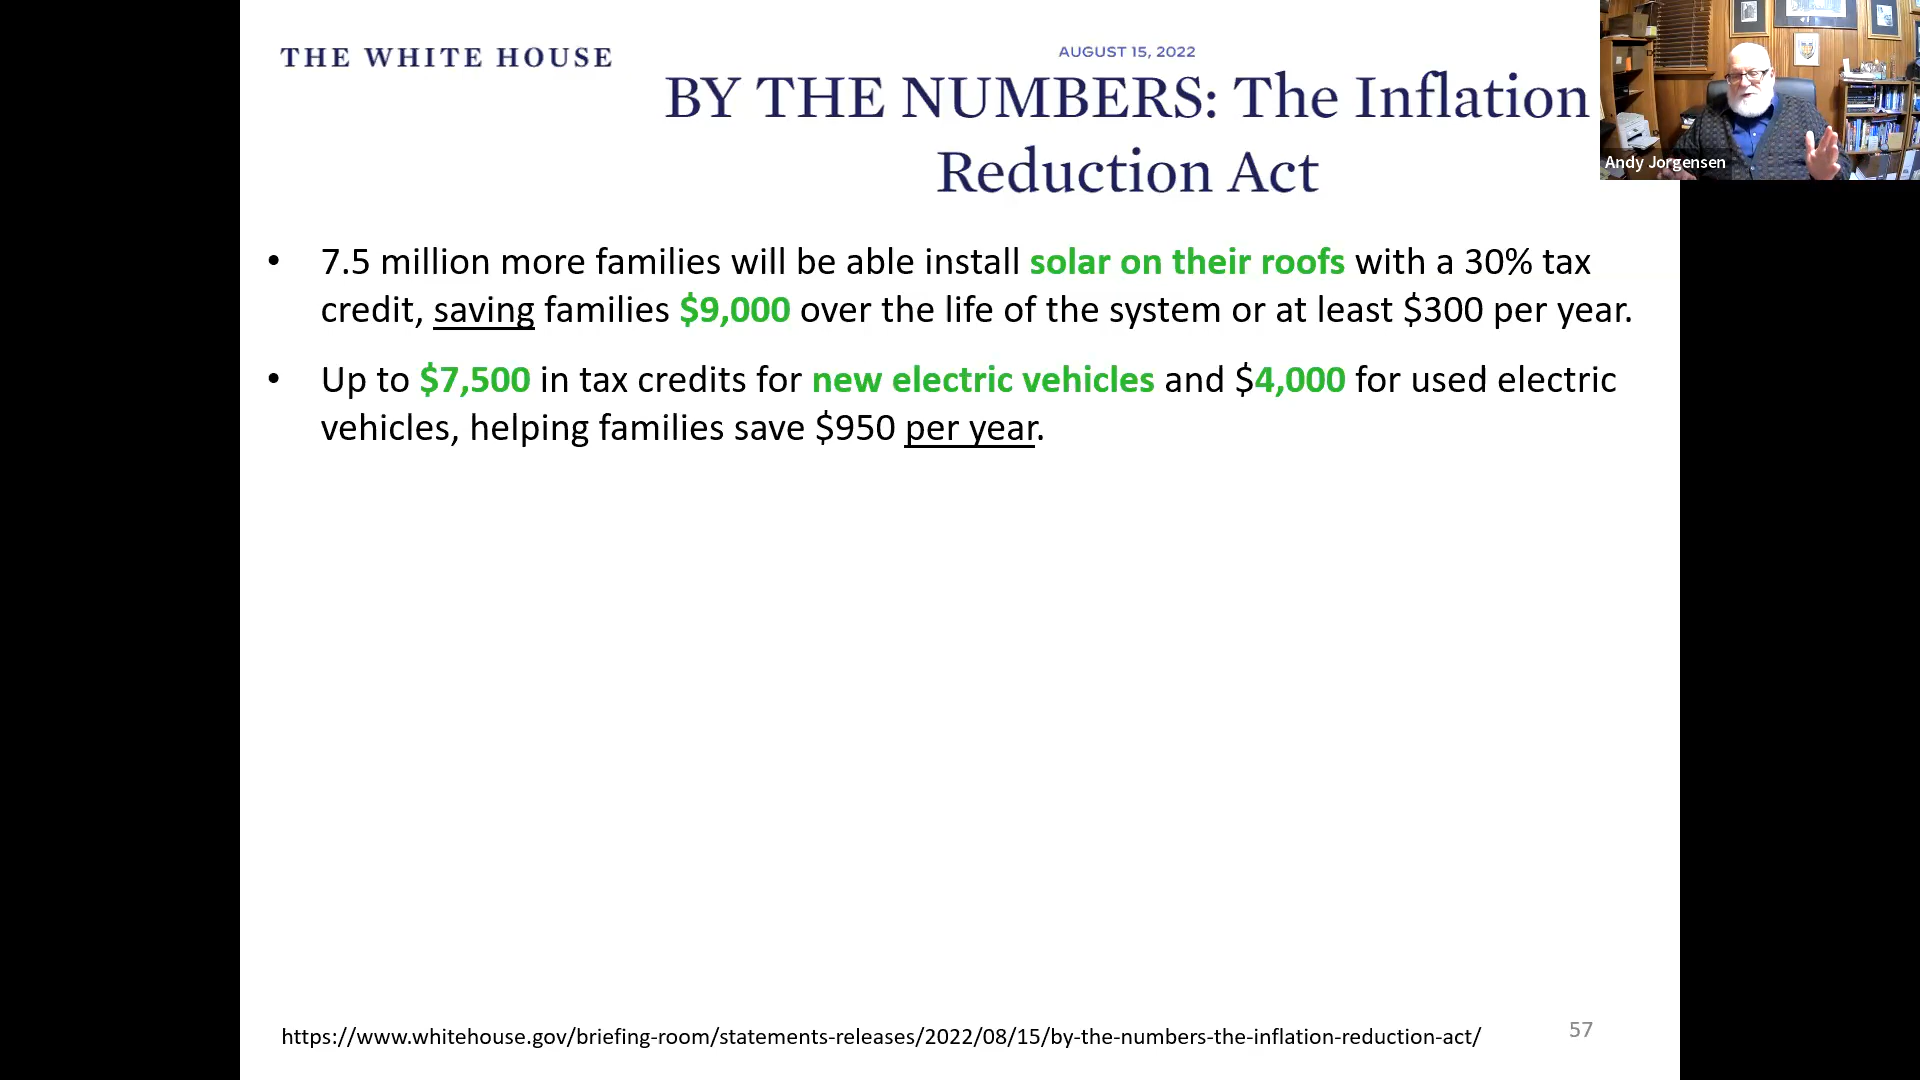 THE WHITE HOUSE
AUGUST 15, 2022
BY THE NUMBERS: The Inflation
Reduction Act
Andy Jorgensen
• 7.5 million more families will be able install solar on their roofs with a 30% tax
credit, saving families $9,000 over the life of the system or at least $300 per year.
• Up to $7,500 in tax credits for new electric vehicles and $4,000 for used electric
vehicles, helping families save $950 per year.
https://www.whitehouse.gov/briefing-room/statements-releases/2022/08/15/by-the-numbers-the-inflation-reduction-act/
57